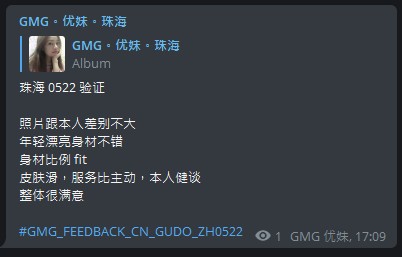 GMG。优妹。珠海
GMG。优妹。珠海
Album
珠海 0522 验证
照片跟本人差别不大
年轻漂亮身材不错
身材比例 fit
皮肤滑，服务比主动，本人健谈
整体很满意
#GMG_FEEDBACK_CN_GUDO_ZH0522
1 GMG 优妹, 17:09